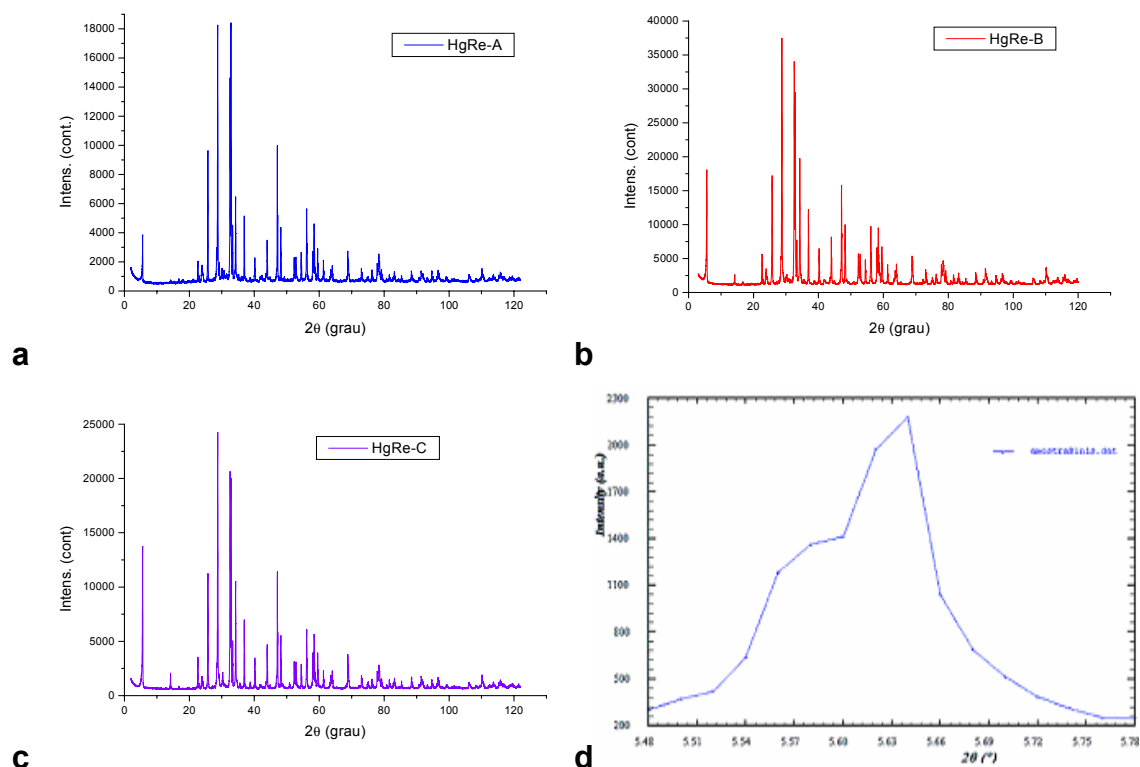 18000
16000
14000
12000
10000
8000
6000
4000
2000
0
Intens. (cont.)
HgRe-A
0 20 40 60 80 100 120
2θ (grau)
a
40000
35000
30000
25000
20000
15000
10000
5000
0
Intens. (cont)
HgRe-B
0 20 40 60 80 100 120
2θ (grau)
b
25000
20000
15000
10000
5000
0
Intens. (cont)
HgRe-C
0 20 40 60 80 100 120
2θ (grau)
c
2300
2000
1700
1400
1100
800
500
200
Intensity (a.u.)
5.48 5.51 5.54 5.57 5.60 5.63 5.66 5.69 5.72 5.75 5.78
2θ (°)
d